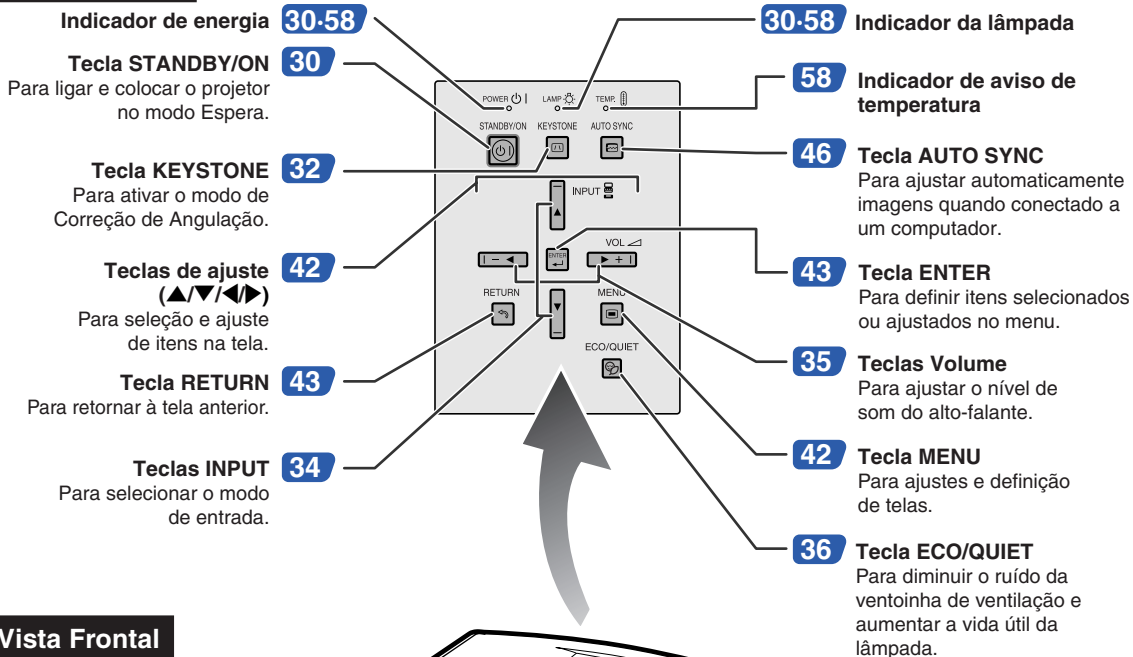 Indicador de energia 30·58
Tecla STANDBY/ON 30
Para ligar e colocar o projetor
no modo Espera.
Tecla KEYSTONE 32
Para ativar o modo de
Correção de Angulação.
Teclas de ajuste 42
(▲/▼/◀/▶)
Para seleção e ajuste
de itens na tela.
Tecla RETURN 43
Para retornar à tela anterior.
Teclas INPUT 34
Para selecionar o modo
de entrada.
POWER LAMP TEMP.
STANDBY/ON KEYSTONE AUTO SYNC
INPUT
VOL
ENTER
RETURN MENU
ECO/QUIET
30·58 Indicador da lâmpada
58 Indicador de aviso de
temperatura
46 Tecla AUTO SYNC
Para ajustar automaticamente
imagens quando conectado a
um computador.
43 Tecla ENTER
Para definir itens selecionados
ou ajustados no menu.
35 Teclas Volume
Para ajustar o nível de
som do alto-falante.
42 Tecla MENU
Para ajustes e definição
de telas.
36 Tecla ECO/QUIET
Para diminuir o ruído da
ventoinha de ventilação e
aumentar a vida útil da
lâmpada.
Vista Frontal